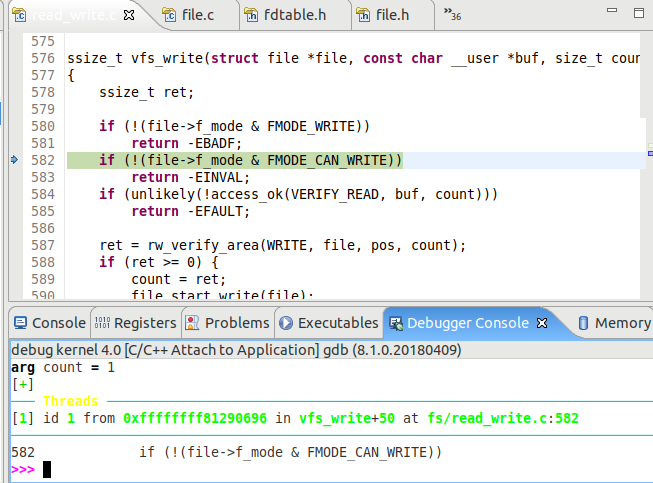 read_write.c file.c fdtable.h file.h »36
575
576 ssize_t vfs_write(struct file *file, const char __user *buf, size_t coun
577 {
578     ssize_t ret;
579
580     if (!(file->f_mode & FMODE_WRITE))
581         return -EBADF;
582     if (!(file->f_mode & FMODE_CAN_WRITE))
583         return -EINVAL;
584     if (unlikely(!access_ok(VERIFY_READ, buf, count)))
585         return -EFAULT;
586
587     ret = rw_verify_area(WRITE, file, pos, count);
588     if (ret >= 0) {
589         count = ret;
590         file_start_write(file);
Console Registers Problems Executables Debugger Console Memory
debug kernel 4.0 [C/C++ Attach to Application] gdb (8.1.0.20180409)
arg count = 1
[+]
Threads
[1] id 1 from 0xffffffff81290696 in vfs_write+50 at fs/read_write.c:582
582             if (!(file->f_mode & FMODE_CAN_WRITE))
>>>